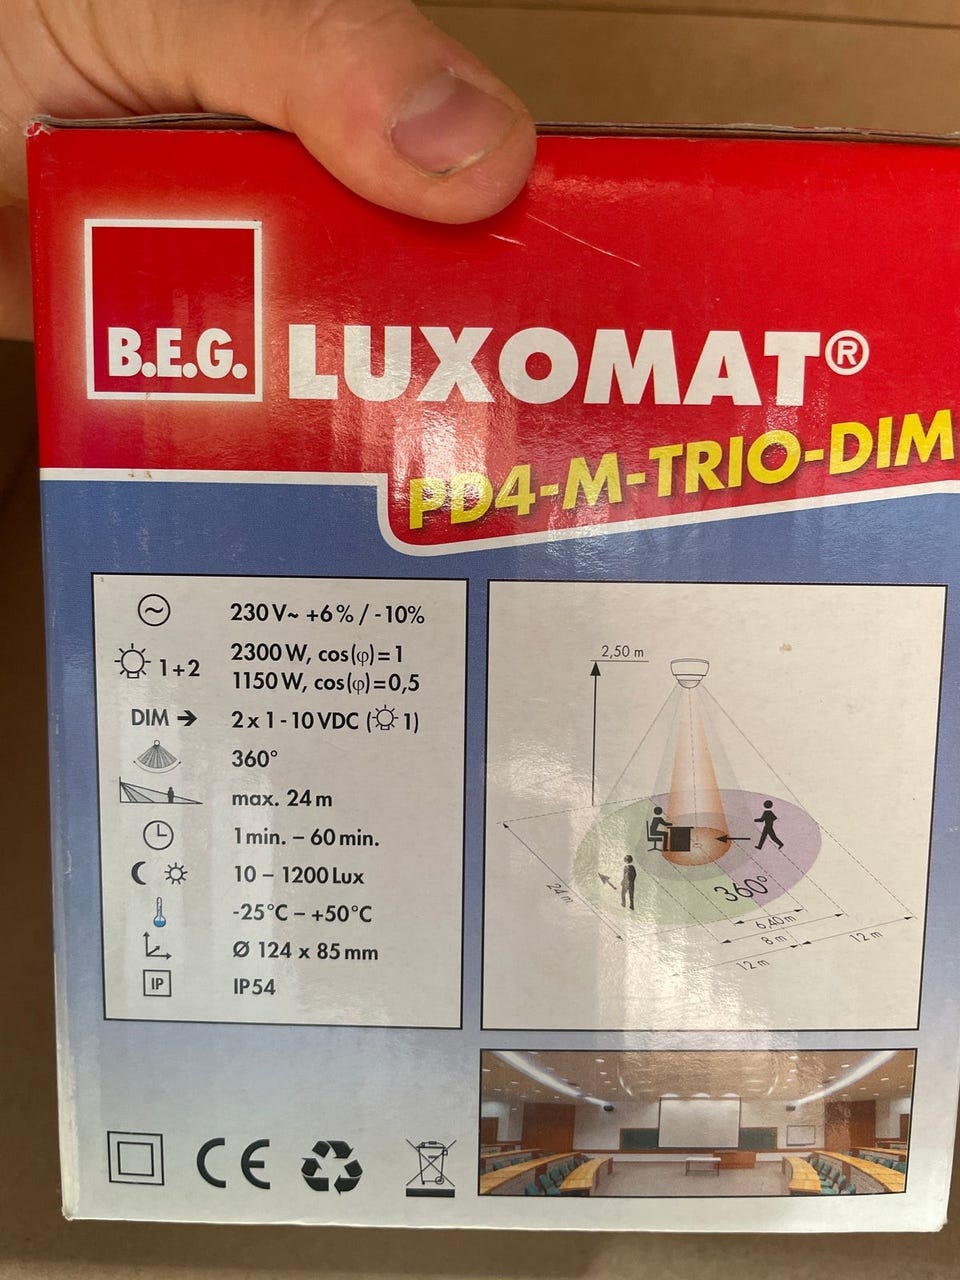 B.E.G.
LUXOMAT®
PD4-M-TRIO-DIM
230 V~ +6% / -10%
1+2
2300 W, cos(φ)=1
1150 W, cos(φ)=0,5
DIM → 2 x 1 - 10 VDC ( 1)
360°
max. 24 m
1 min. – 60 min.
10 – 1200 Lux
-25°C – +50°C
Ø 124 x 85 mm
IP IP54
2,50 m
24 m
360°
6,40 m
8 m
12 m
12 m
CE